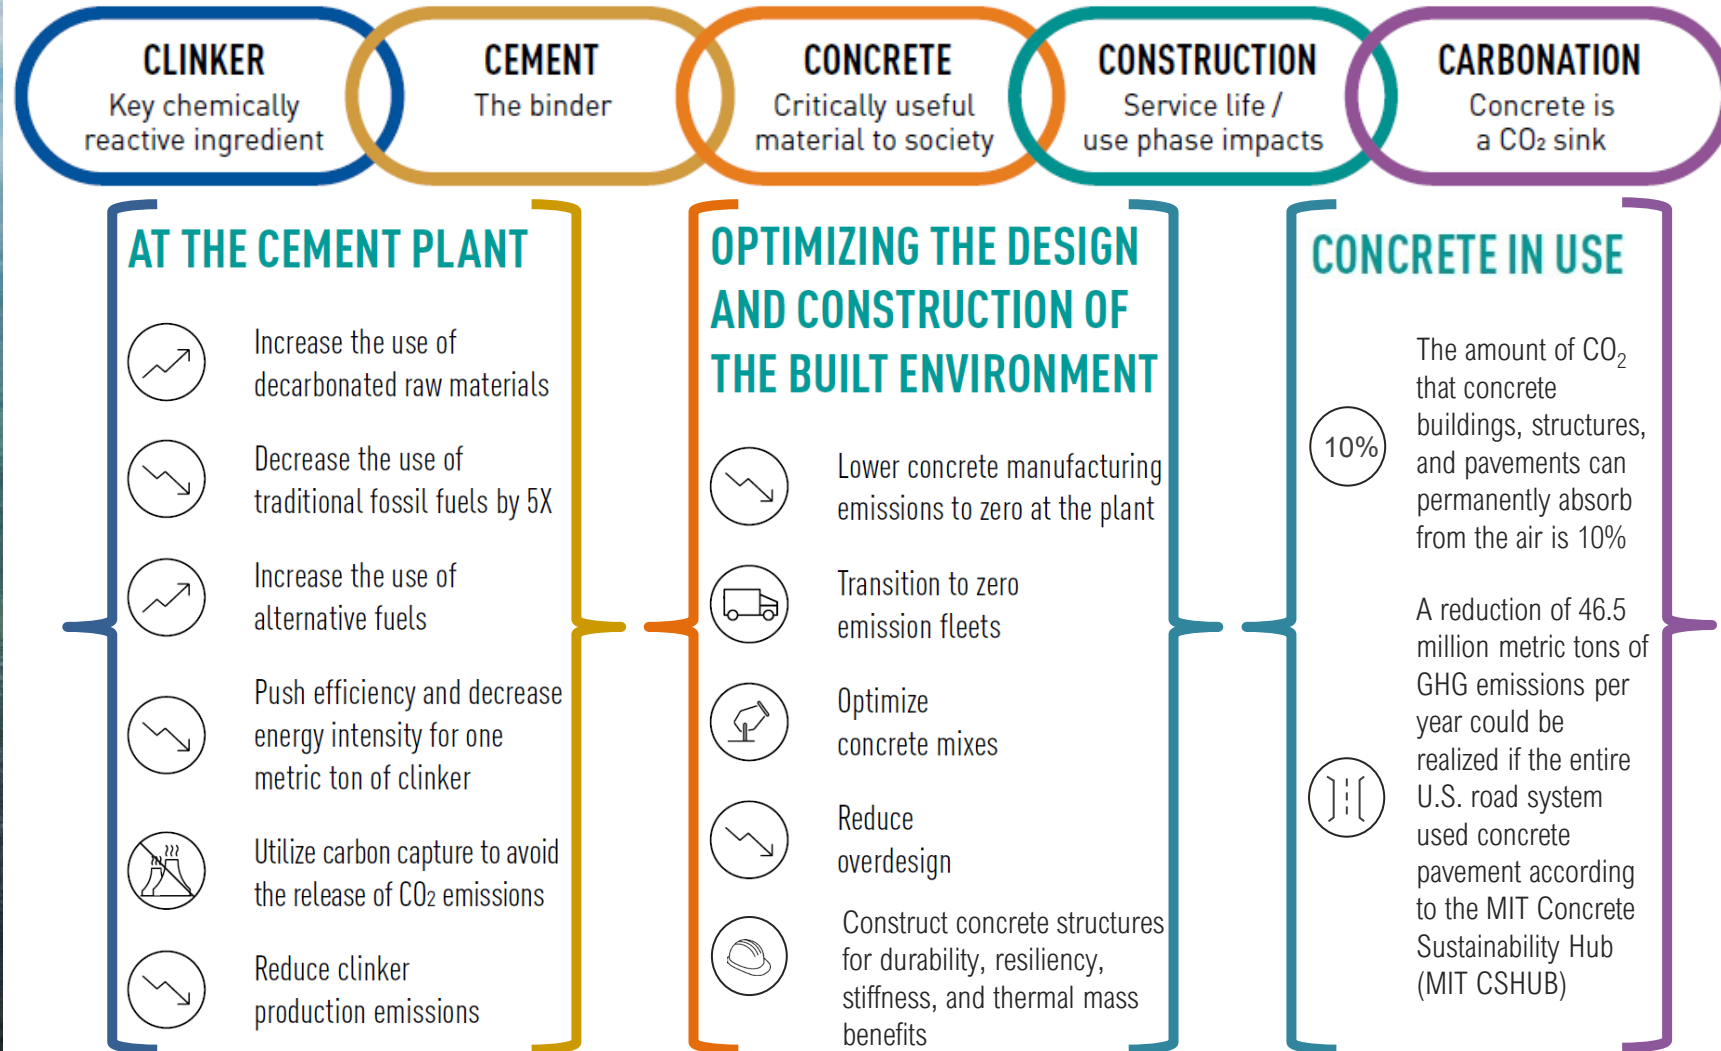 CLINKER
Key chemically
reactive ingredient
CEMENT
The binder
CONCRETE
Critically useful
material to society
CONSTRUCTION
Service life /
use phase impacts
CARBONATION
Concrete is
a CO₂ sink
AT THE CEMENT PLANT
Increase the use of
decarbonated raw materials
Decrease the use of
traditional fossil fuels by 5X
Increase the use of
alternative fuels
Push efficiency and decrease
energy intensity for one
metric ton of clinker
Utilize carbon capture to avoid
the release of CO₂ emissions
Reduce clinker
production emissions
OPTIMIZING THE DESIGN
AND CONSTRUCTION OF
THE BUILT ENVIRONMENT
Lower concrete manufacturing
emissions to zero at the plant
Transition to zero
emission fleets
Optimize
concrete mixes
Reduce
overdesign
Construct concrete structures
for durability, resiliency,
stiffness, and thermal mass
benefits
CONCRETE IN USE
10%
The amount of CO₂
that concrete
buildings, structures,
and pavements can
permanently absorb
from the air is 10%
A reduction of 46.5
million metric tons of
GHG emissions per
year could be
realized if the entire
U.S. road system
used concrete
pavement according
to the MIT Concrete
Sustainability Hub
(MIT CSHUB)